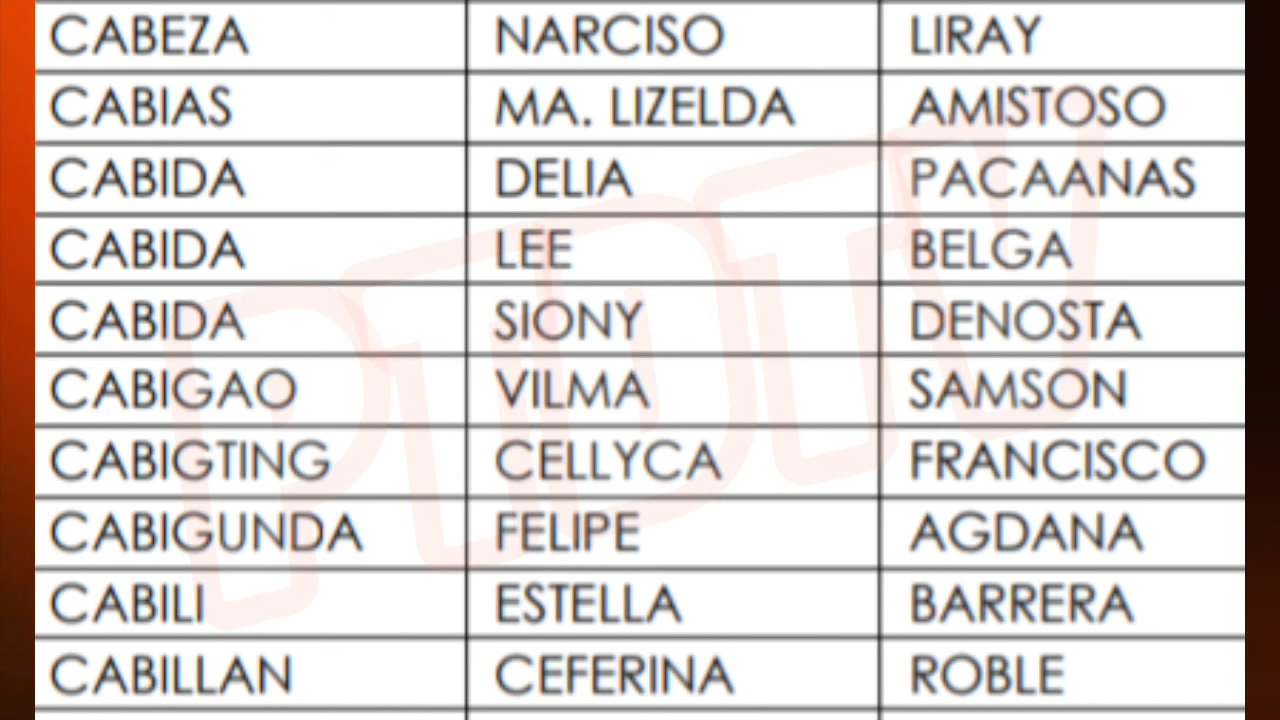 CABEZA NARCISO LIRAY
CABIAS MA. LIZELDA AMISTOSO
CABIDA DELIA PACAANAS
CABIDA LEE BELGA
CABIDA SIONY DENOSTA
CABIGAO VILMA SAMSON
CABIGTING CELLYCA FRANCISCO
CABIGUNDA FELIPE AGDANA
CABILI ESTELLA BARRERA
CABILLAN CEFERINA ROBLE